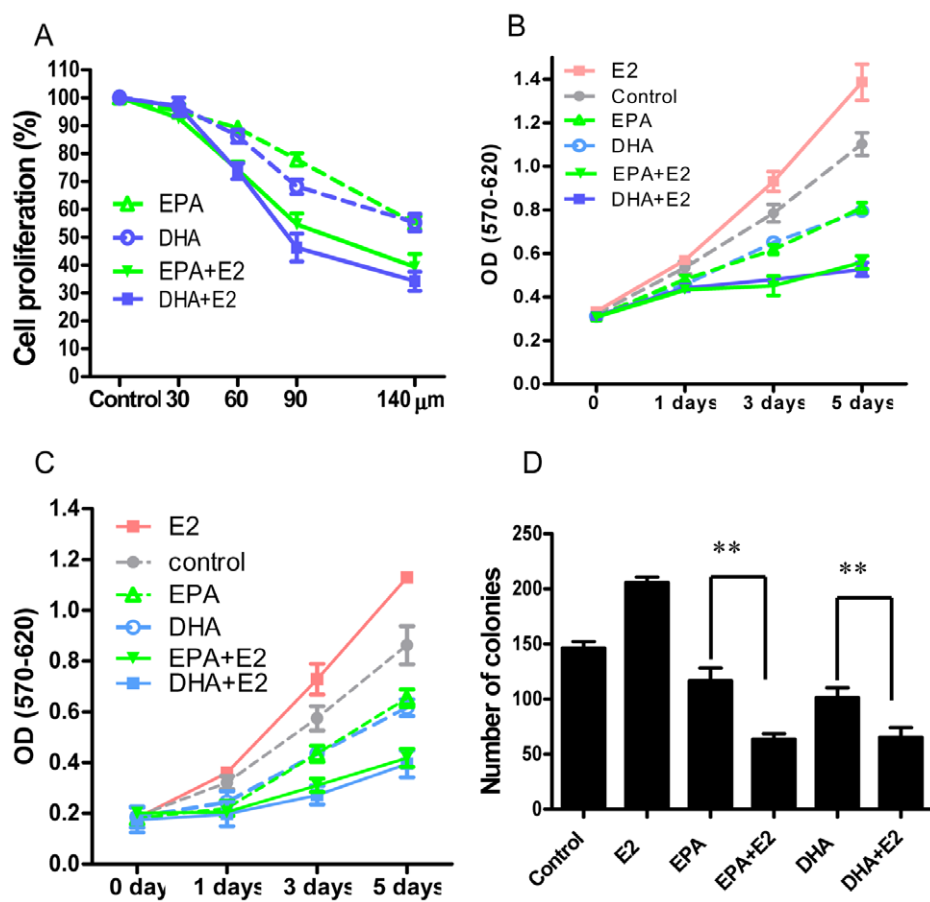 A
110
100
90
80
70
60
50
40
30
20
10
0
Cell proliferation (%)
EPA
DHA
EPA+E2
DHA+E2
Control 30 60 90 140 μm
B
1.4
1.2
1.0
0.8
0.6
0.4
0.2
0.0
OD (570-620)
E2
Control
EPA
DHA
EPA+E2
DHA+E2
0 1 days 3 days 5 days
C
1.4
1.2
1.0
0.8
0.6
0.4
0.2
0.0
OD (570-620)
E2
control
EPA
DHA
EPA+E2
DHA+E2
0 day 1 days 3 days 5 days
D
250
200
150
100
50
0
Number of colonies
**
**
Control E2 EPA EPA+E2 DHA DHA+E2